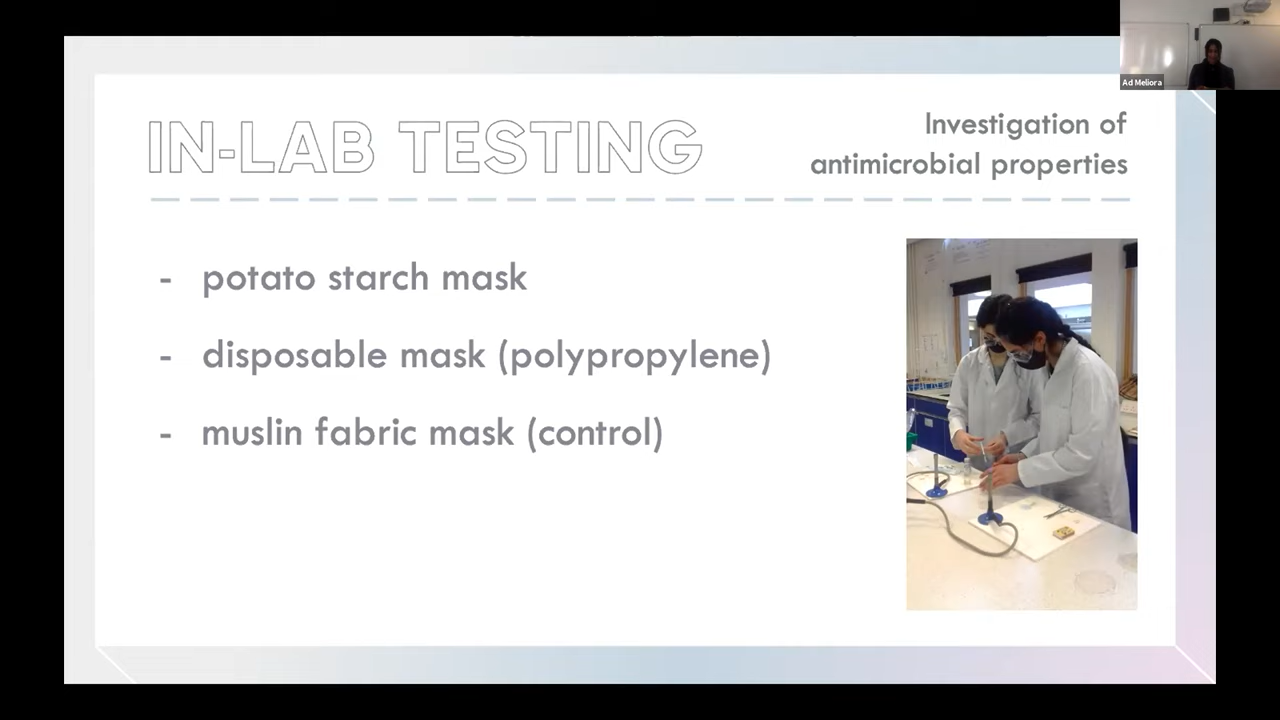 Ad Meliora
IN-LAB TESTING
Investigation of
antimicrobial properties
- potato starch mask
- disposable mask (polypropylene)
- muslin fabric mask (control)